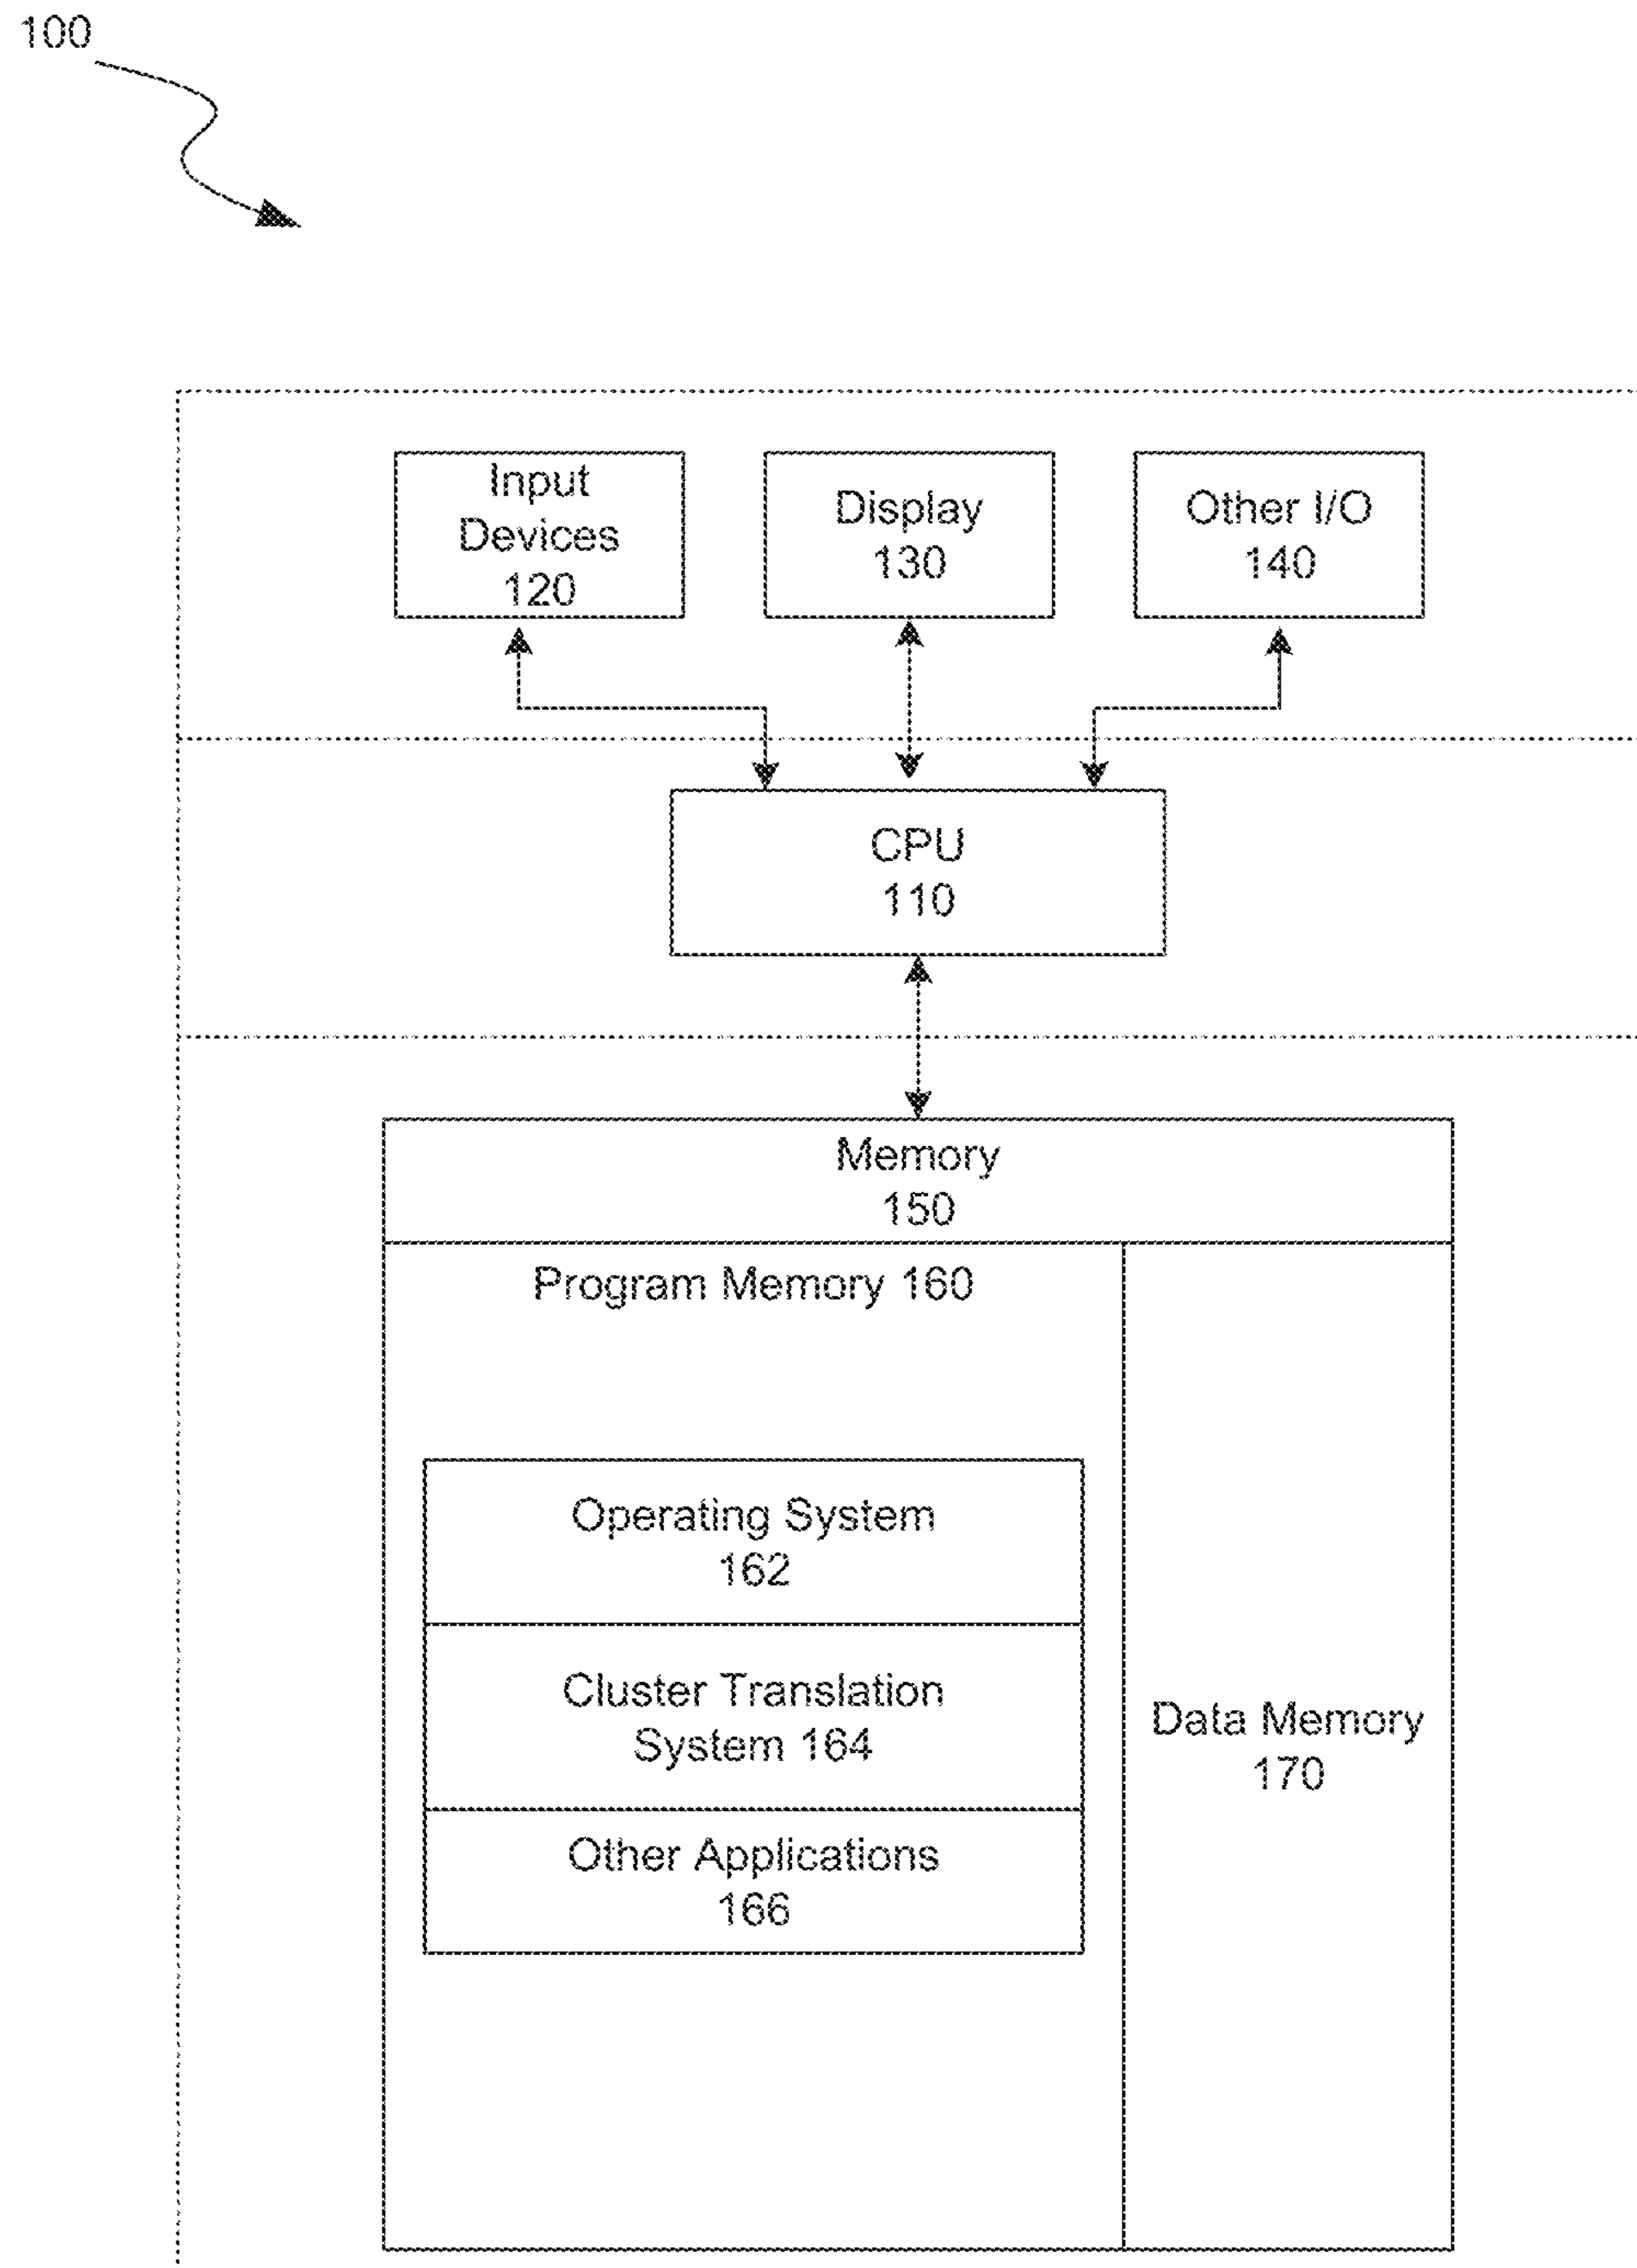 100
Input
Devices
120
Display
130
Other I/O
140
CPU
110
Memory
150
Program Memory 160
Operating System
162
Cluster Translation
System 164
Other Applications
166
Data Memory
170